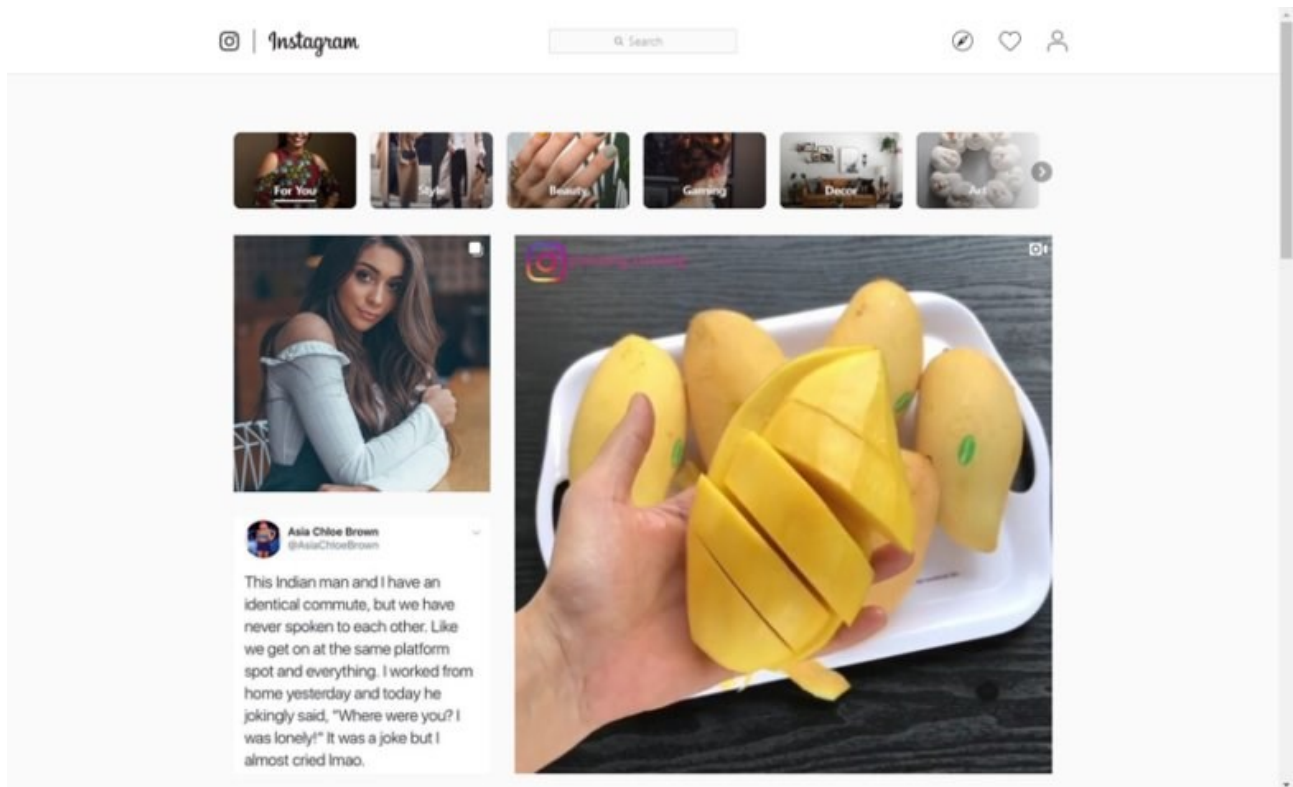 Instagram
Search
For You
Style
Beauty
Gaming
Decor
Art
Asia Chloe Brown
@AsiaChloeBrown
This Indian man and I have an
identical commute, but we have
never spoken to each other. Like
we get on at the same platform
spot and everything. I worked from
home yesterday and today he
jokingly said, "Where were you? I
was lonely!" It was a joke but I
almost cried lmao.